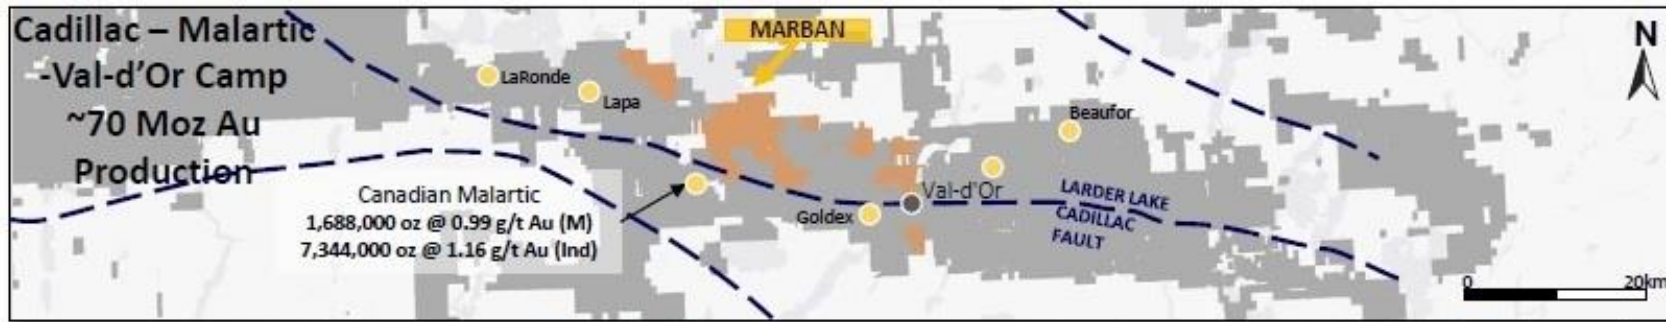 Cadillac – Malartic
-Val-d'Or Camp
~70 Moz Au
Production
MARBAN
N
LaRonde
Lapa
Beaufor
Canadian Malartic
1,688,000 oz @ 0.99 g/t Au (M)
7,344,000 oz @ 1.16 g/t Au (Ind)
Goldex
Val-d'Or
LARDER LAKE
CADILLAC
FAULT
0 20km